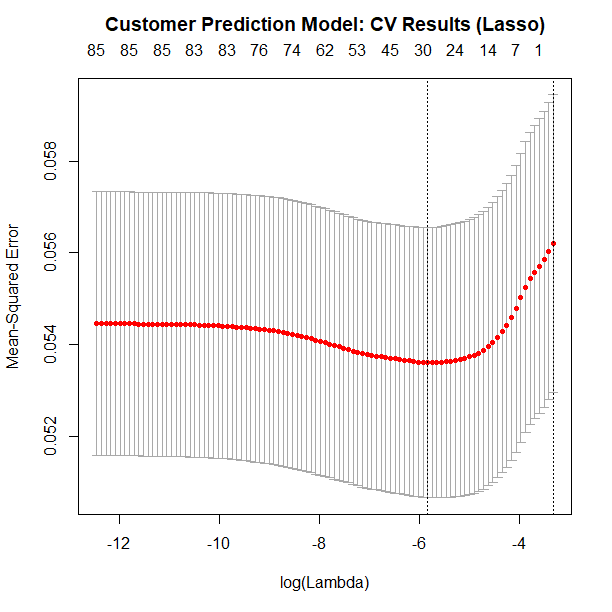 Customer Prediction Model: CV Results (Lasso)
85 85 85 83 83 76 74 62 53 45 30 24 14 7 1
0.058
0.056
0.054
0.052
Mean-Squared Error
-12 -10 -8 -6 -4
log(Lambda)